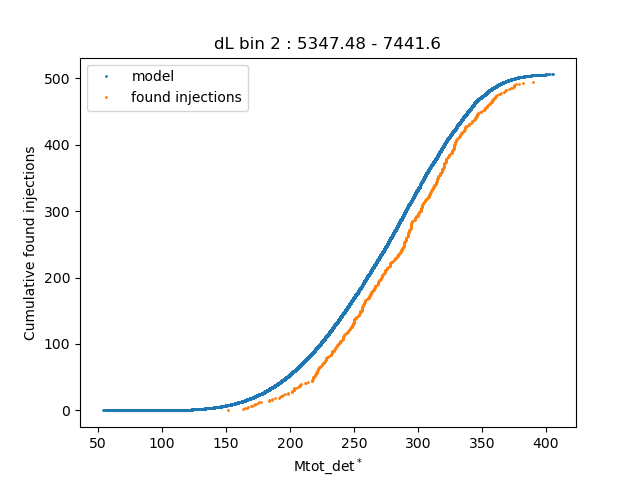 dL bin 2 : 5347.48 - 7441.6
model
found injections
Cumulative found injections
500
400
300
200
100
0
50 100 150 200 250 300 350 400
Mtot_det*